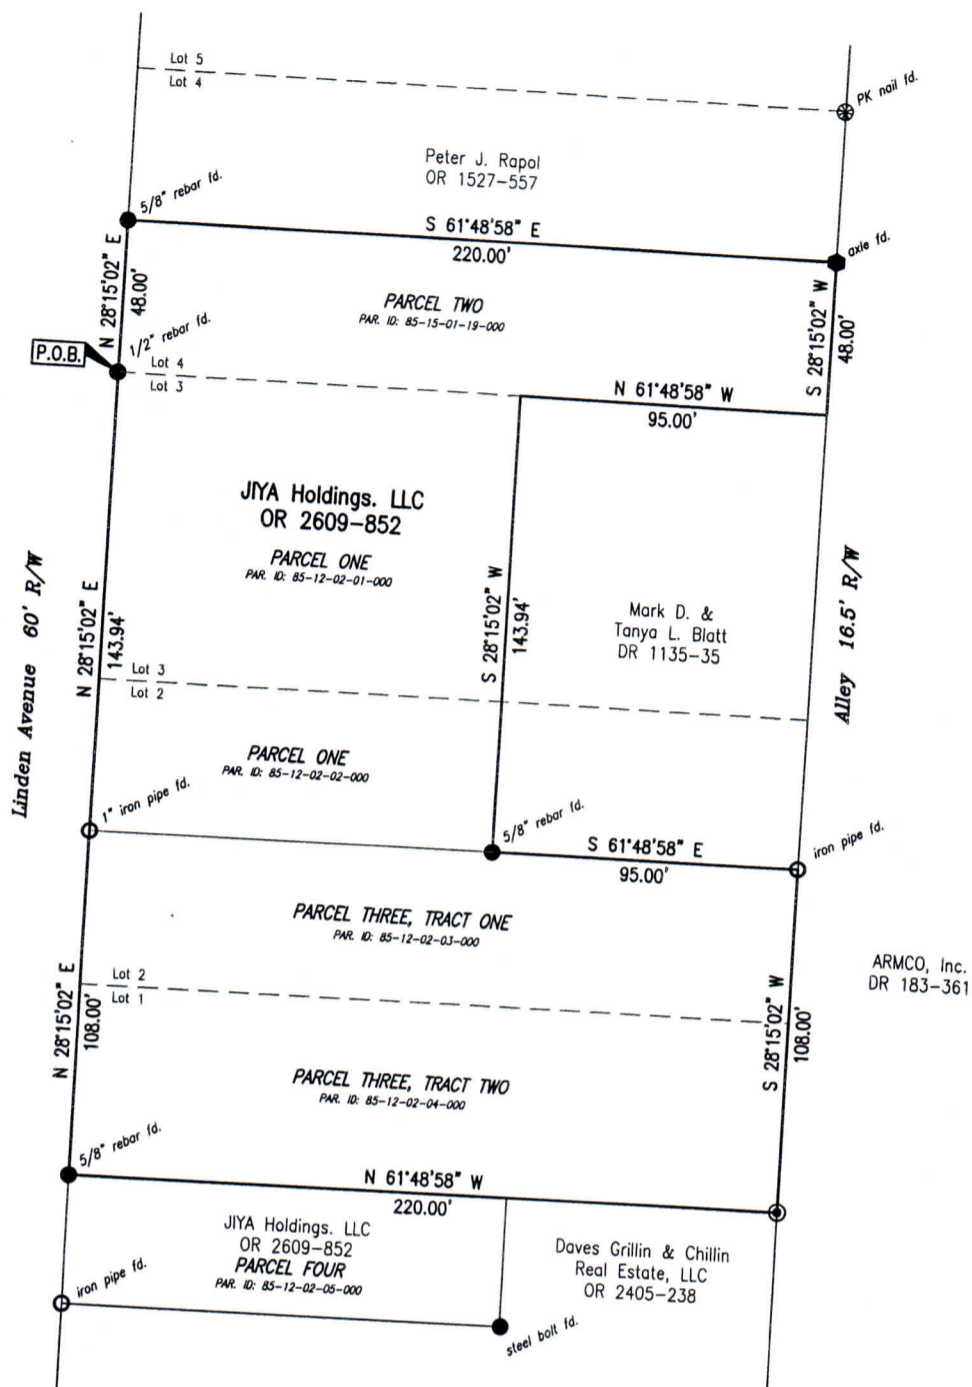 Lot 5
Lot 4
PK nail fd.
Peter J. Rapol
OR 1527-557
5/8" rebar fd.
S 61°48'58" E
220.00'
axle fd.
N 28°15'02" E
48.00'
PARCEL TWO
PAR. ID: 85-15-01-19-000
S 28°15'02" W
48.00'
1/2" rebar fd.
P.O.B.
Lot 4
Lot 3
N 61°48'58" W
95.00'
JIYA Holdings. LLC
OR 2609-852
PARCEL ONE
PAR. ID: 85-12-02-01-000
Linden Avenue 60' R/W
N 28°15'02" E
143.94'
S 28°15'02" W
143.94'
Mark D. &
Tanya L. Blatt
DR 1135-35
Alley 16.5' R/W
Lot 3
Lot 2
PARCEL ONE
PAR. ID: 85-12-02-02-000
1" iron pipe fd.
5/8" rebar fd.
S 61°48'58" E
95.00'
iron pipe fd.
PARCEL THREE, TRACT ONE
PAR. ID: 85-12-02-03-000
ARMCO, Inc.
DR 183-361
N 28°15'02" E
108.00'
Lot 2
Lot 1
S 28°15'02" W
108.00'
PARCEL THREE, TRACT TWO
PAR. ID: 85-12-02-04-000
5/8" rebar fd.
N 61°48'58" W
220.00'
JIYA Holdings. LLC
OR 2609-852
PARCEL FOUR
PAR. ID: 85-12-02-05-000
Daves Grillin & Chillin
Real Estate, LLC
OR 2405-238
iron pipe fd.
steel bolt fd.